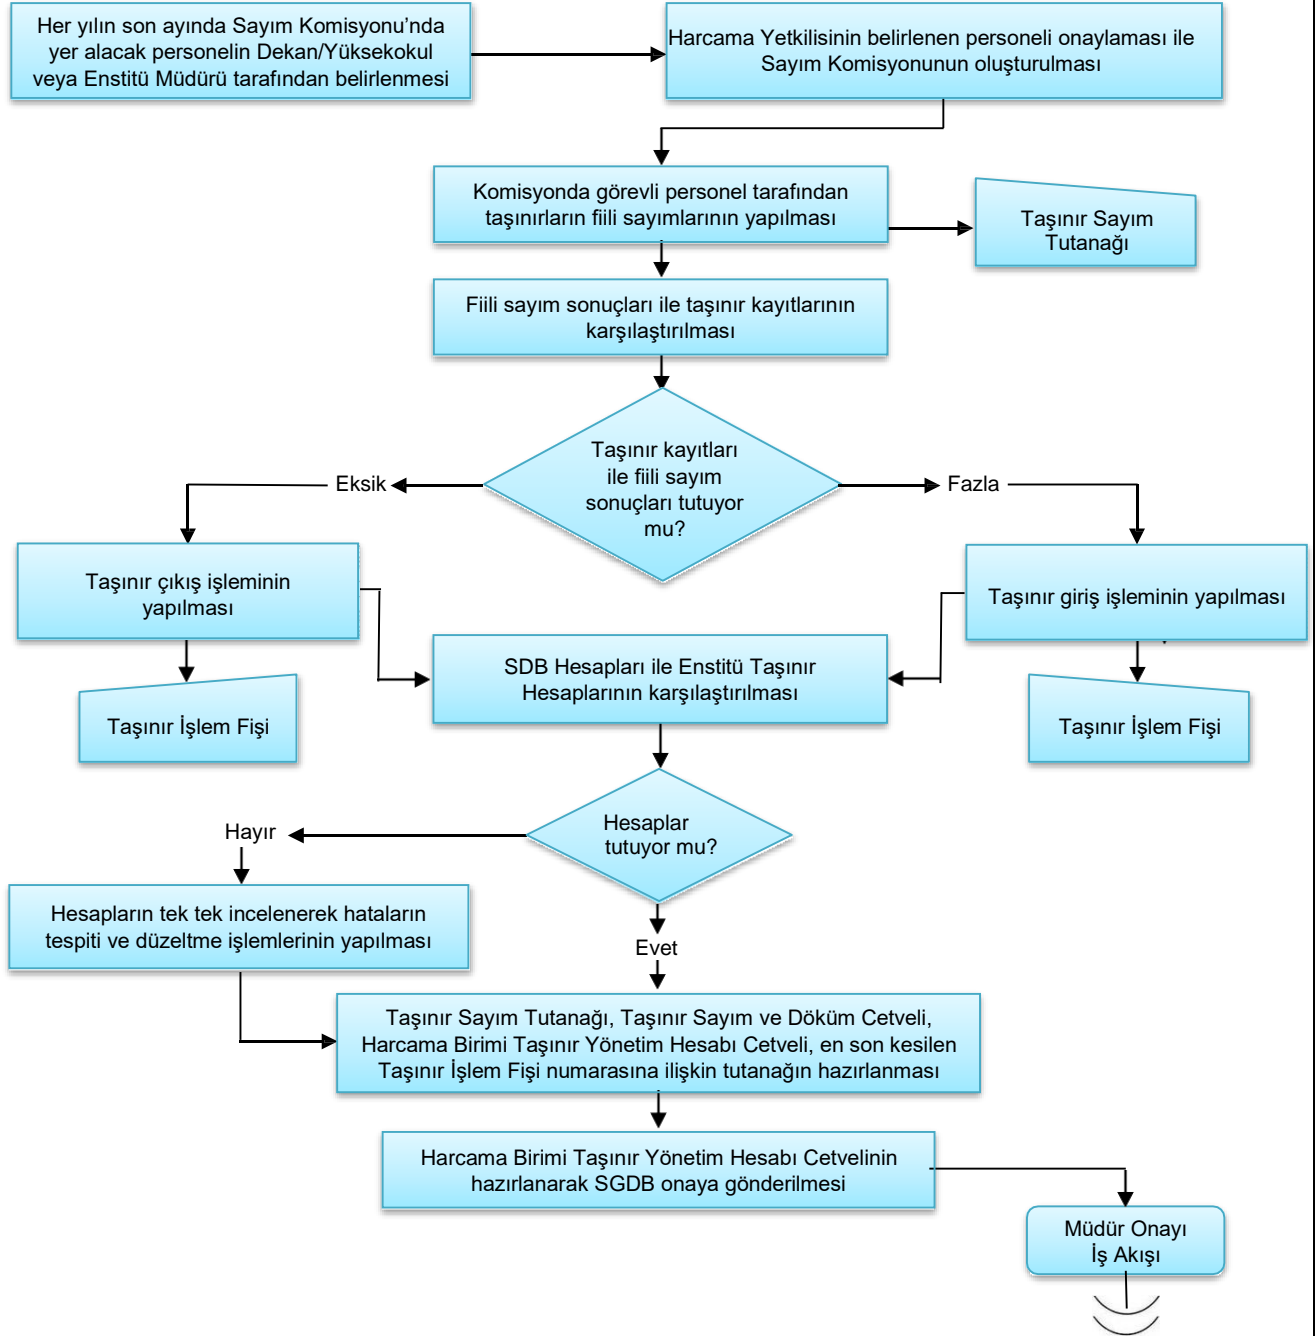 Her yılın son ayında Sayım Komisyonu’nda
yer alacak personelin Dekan/Yüksekokul
veya Enstitü Müdürü tarafından belirlenmesi
Harcama Yetkilisinin belirlenen personeli onaylaması ile
Sayım Komisyonunun oluşturulması
Komisyonda görevli personel tarafından
taşınırların fiili sayımlarının yapılması
Taşınır Sayım
Tutanağı
Fiili sayım sonuçları ile taşınır kayıtlarının
karşılaştırılması
Taşınır kayıtları
ile fiili sayım
sonuçları tutuyor
mu?
Eksik
Fazla
Taşınır çıkış işleminin
yapılması
Taşınır giriş işleminin yapılması
SDB Hesapları ile Enstitü Taşınır
Hesaplarının karşılaştırılması
Taşınır İşlem Fişi
Taşınır İşlem Fişi
Hesaplar
tutuyor mu?
Hayır
Hesapların tek tek incelenerek hataların
tespiti ve düzeltme işlemlerinin yapılması
Evet
Taşınır Sayım Tutanağı, Taşınır Sayım ve Döküm Cetveli,
Harcama Birimi Taşınır Yönetim Hesabı Cetveli, en son kesilen
Taşınır İşlem Fişi numarasına ilişkin tutanağın hazırlanması
Harcama Birimi Taşınır Yönetim Hesabı Cetvelinin
hazırlanarak SGDB onaya gönderilmesi
Müdür Onayı
İş Akışı